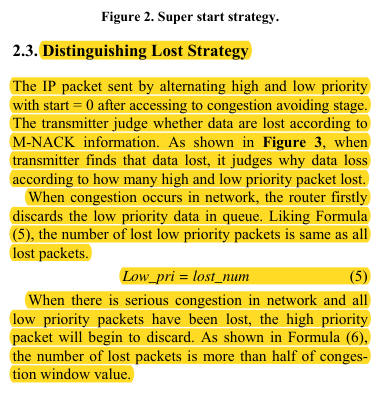 Figure 2. Super start strategy.
2.3. Distinguishing Lost Strategy
The IP packet sent by alternating high and low priority
with start = 0 after accessing to congestion avoiding stage.
The transmitter judge whether data are lost according to
M-NACK information. As shown in Figure 3, when
transmitter finds that data lost, it judges why data loss
according to how many high and low priority packet lost.
When congestion occurs in network, the router firstly
discards the low priority data in queue. Liking Formula
(5), the number of lost low priority packets is same as all
lost packets.
Low_pri = lost_num (5)
When there is serious congestion in network and all
low priority packets have been lost, the high priority
packet will begin to discard. As shown in Formula (6),
the number of lost packets is more than half of conges-
tion window value.